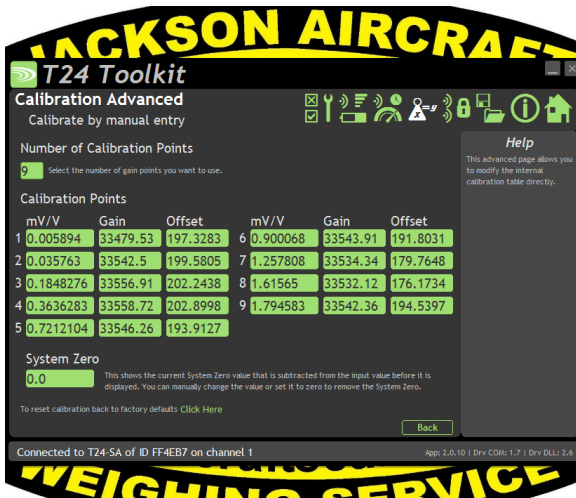 JACKSON AIRCRAFT
T24 Toolkit
Calibration Advanced
Calibrate by manual entry
x=g
Number of Calibration Points
9 Select the number of gain points you want to use.
Help
This advanced page allows you
to modify the internal
calibration table directly.
Calibration Points
mV/V Gain Offset mV/V Gain Offset
1 0.005894 33479.53 197.3283 6 0.900068 33543.91 191.8031
2 0.035763 33542.5 199.5805 7 1.257808 33534.34 179.7648
3 0.1848276 33556.91 202.2438 8 1.61565 33532.12 176.1734
4 0.3636283 33558.72 202.8998 9 1.794583 33542.36 194.5397
5 0.7212104 33546.26 193.9127
System Zero
0.0 This shows the current System Zero value that is subtracted from the input value before it is
displayed. You can manually change the value or set it to zero to remove the System Zero.
To reset calibration back to factory defaults Click Here
Back
Connected to T24-SA of ID FF4EB7 on channel 1 App: 2.0.10 | Drv COM: 1.7 | Drv DLL: 2.6
WEIGHING SERVICE